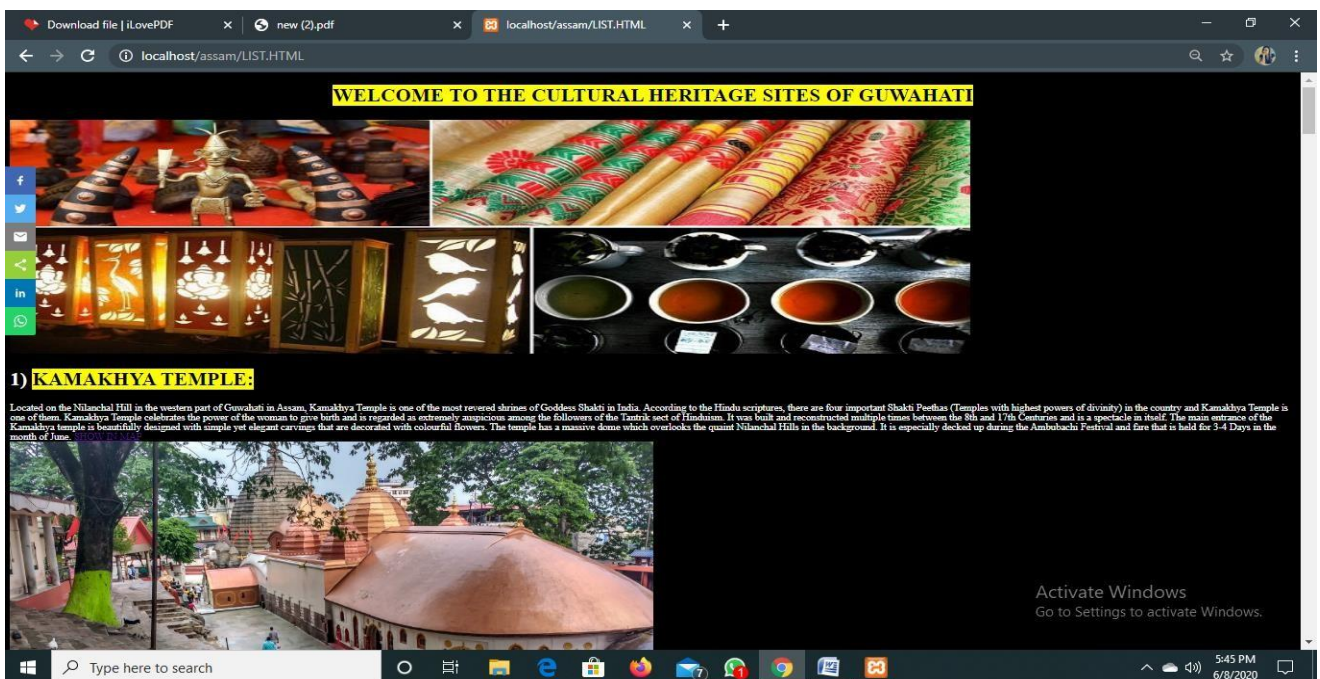 Download file | iLovePDF
new (2).pdf
localhost/assam/LIST.HTML
localhost/assam/LIST.HTML
WELCOME TO THE CULTURAL HERITAGE SITES OF GUWAHATI
f
in
1) KAMAKHYA TEMPLE:
Located on the Nilanchal Hill in the western part of Guwahati in Assam, Kamakhya Temple is one of the most revered shrines of Goddess Shakti in India. According to the Hindu scriptures, there are four important Shakti Peethas (Temples with highest powers of divinity) in the country and Kamakhya Temple is
one of them. Kamakhya Temple celebrates the power of the woman to give birth and is regarded as extremely auspicious among the followers of the Tantrik sect of Hinduism. It was built and reconstructed multiple times between the 8th and 17th Centuries and is a spectacle in itself. The main entrance of the
Kamakhya temple is beautifully designed with simple yet elegant carvings that are decorated with colourful flowers. The temple has a massive dome which overlooks the quaint Nilanchal Hills in the background. It is especially decked up during the Ambubachi Festival and fare that is held for 3-4 Days in the
month of June. SHOW IN MAP
Activate Windows
Go to Settings to activate Windows.
Type here to search
7
1
5:45 PM
6/8/2020